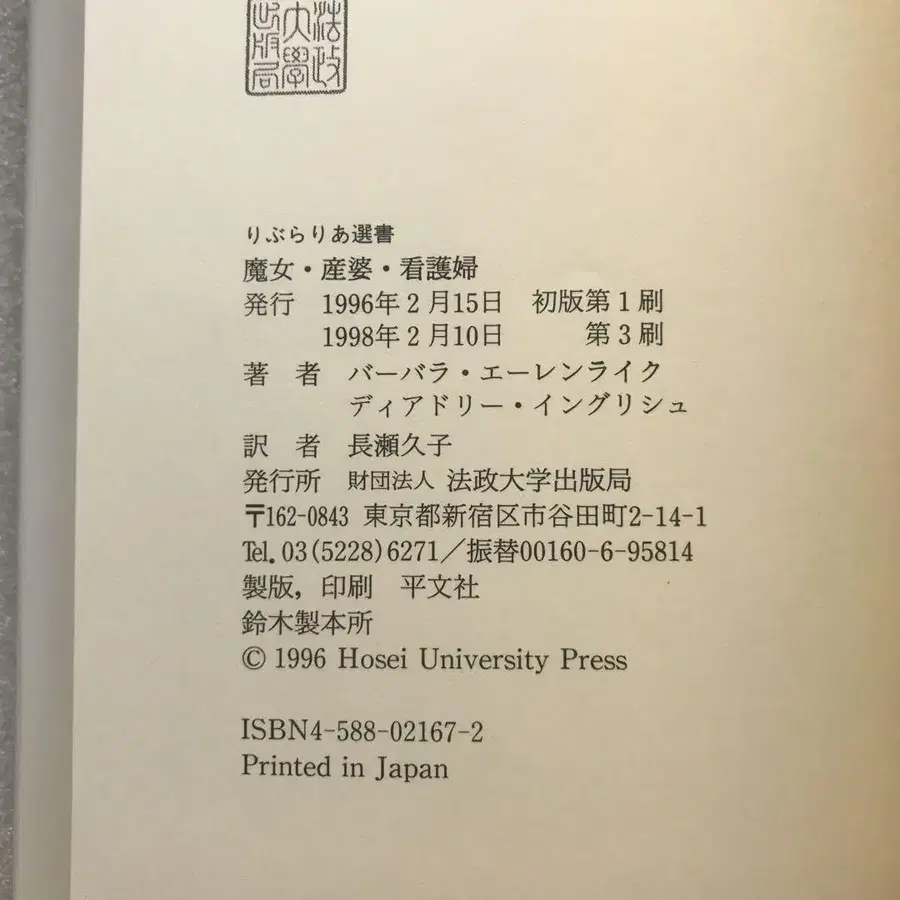 法政
大學
出版局
りぶらりあ選書
魔女・産婆・看護婦
発行 1996年2月15日 初版第1刷
1998年2月10日 第3刷
著 者 バーバラ・エーレンライク
ディアドリー・イングリシュ
訳 者 長瀬久子
発行所 財団法人 法政大学出版局
〒162-0843 東京都新宿区市谷田町2-14-1
Tel. 03(5228)6271/振替00160-6-95814
製版, 印刷 平文社
鈴木製本所
© 1996 Hosei University Press
ISBN4-588-02167-2
Printed in Japan